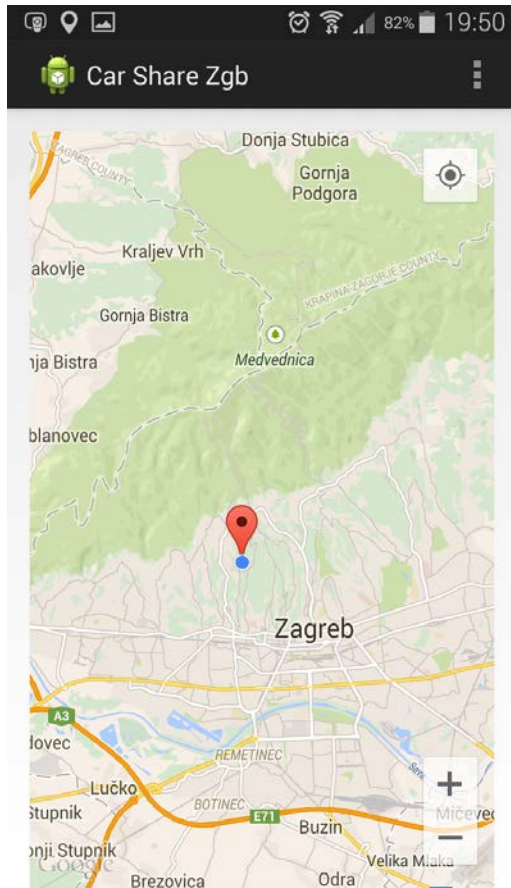 82% 19:50
Car Share Zgb
Donja Stubica
ZAGREB COUNTY
Gornja
Podgora
Kraljev Vrh
akovlje
KRAPINA-ZAGORJE COUNTY
Gornja Bistra
Medvednica
nja Bistra
blanovec
Zagreb
A3
dovec
REMETINEC
Sava
Lučko
+
BOTINEC
E71
Mičevec
Stupnik
Buzin
−
onji Stupnik
Velika Mlaka
Google
Brezovica
Odra